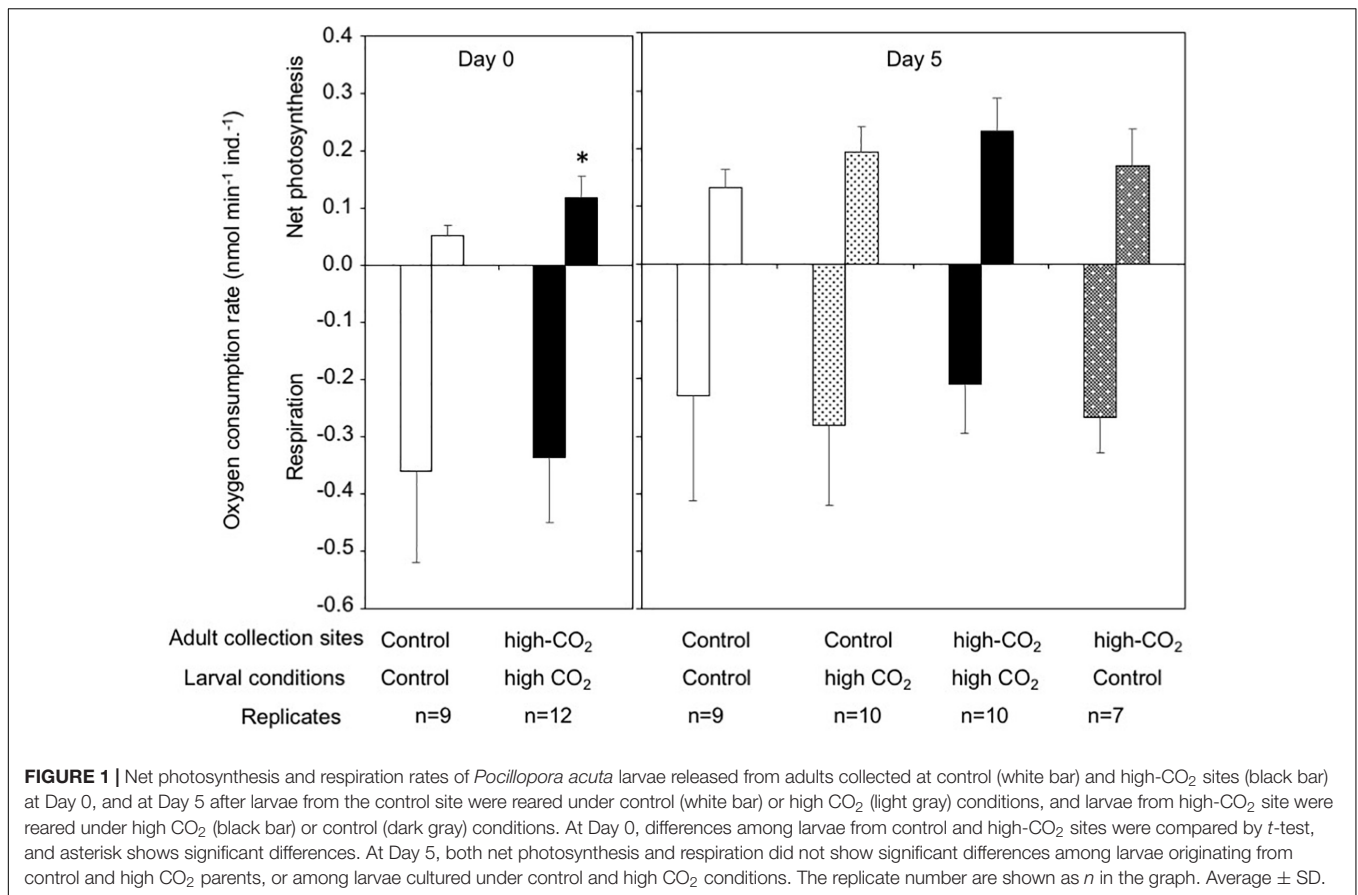 Day 0
Day 5
Oxygen consumption rate (nmol min⁻¹ ind.⁻¹)
Net photosynthesis
Respiration
0.4
0.3
0.2
0.1
0.0
-0.1
-0.2
-0.3
-0.4
-0.5
-0.6
*
Adult collection sites Control high-CO₂ Control Control high-CO₂ high-CO₂
Larval conditions Control high CO₂ Control high CO₂ high CO₂ Control
Replicates n=9 n=12 n=9 n=10 n=10 n=7
FIGURE 1 | Net photosynthesis and respiration rates of Pocillopora acuta larvae released from adults collected at control (white bar) and high-CO₂ sites (black bar)
at Day 0, and at Day 5 after larvae from the control site were reared under control (white bar) or high CO₂ (light gray) conditions, and larvae from high-CO₂ site were
reared under high CO₂ (black bar) or control (dark gray) conditions. At Day 0, differences among larvae from control and high-CO₂ sites were compared by t-test,
and asterisk shows significant differences. At Day 5, both net photosynthesis and respiration did not show significant differences among larvae originating from
control and high CO₂ parents, or among larvae cultured under control and high CO₂ conditions. The replicate number are shown as n in the graph. Average ± SD.